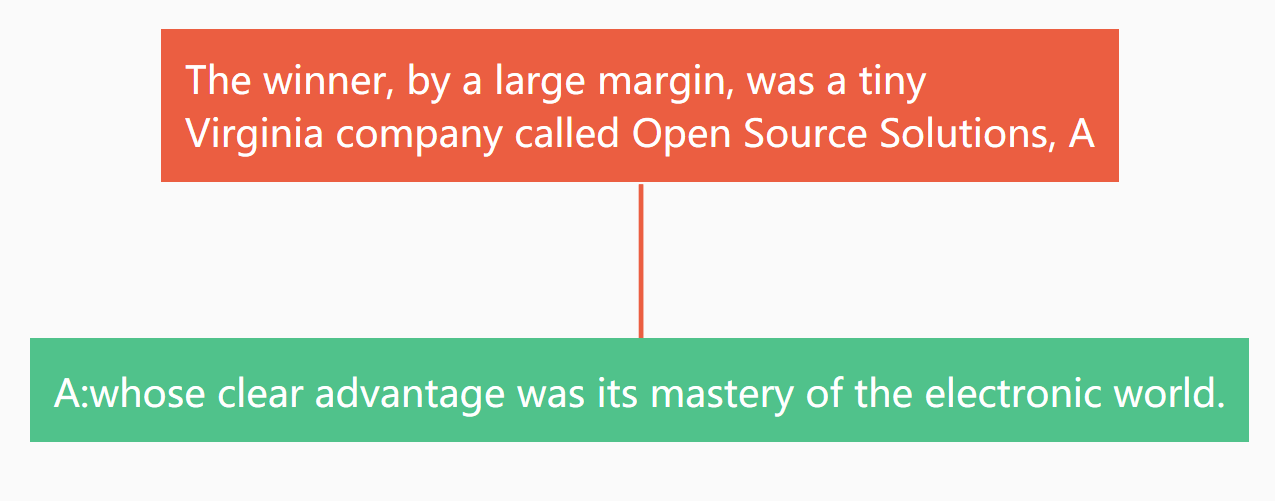 The winner, by a large margin, was a tiny
Virginia company called Open Source Solutions, A
A:whose clear advantage was its mastery of the electronic world.